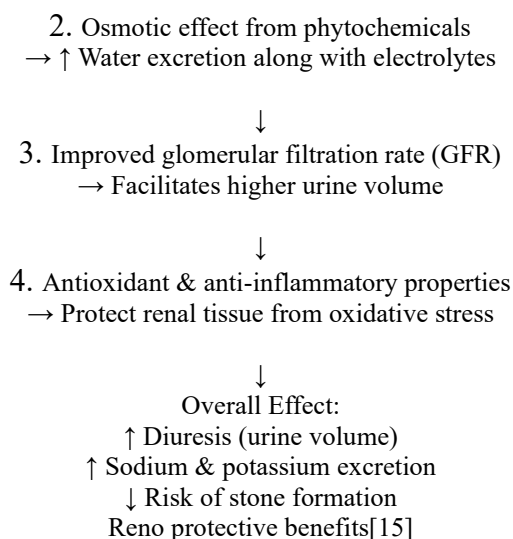 2. Osmotic effect from phytochemicals
→ ↑ Water excretion along with electrolytes
↓
3. Improved glomerular filtration rate (GFR)
→ Facilitates higher urine volume
↓
4. Antioxidant & anti-inflammatory properties
→ Protect renal tissue from oxidative stress
↓
Overall Effect:
↑ Diuresis (urine volume)
↑ Sodium & potassium excretion
↓ Risk of stone formation
Reno protective benefits[15]